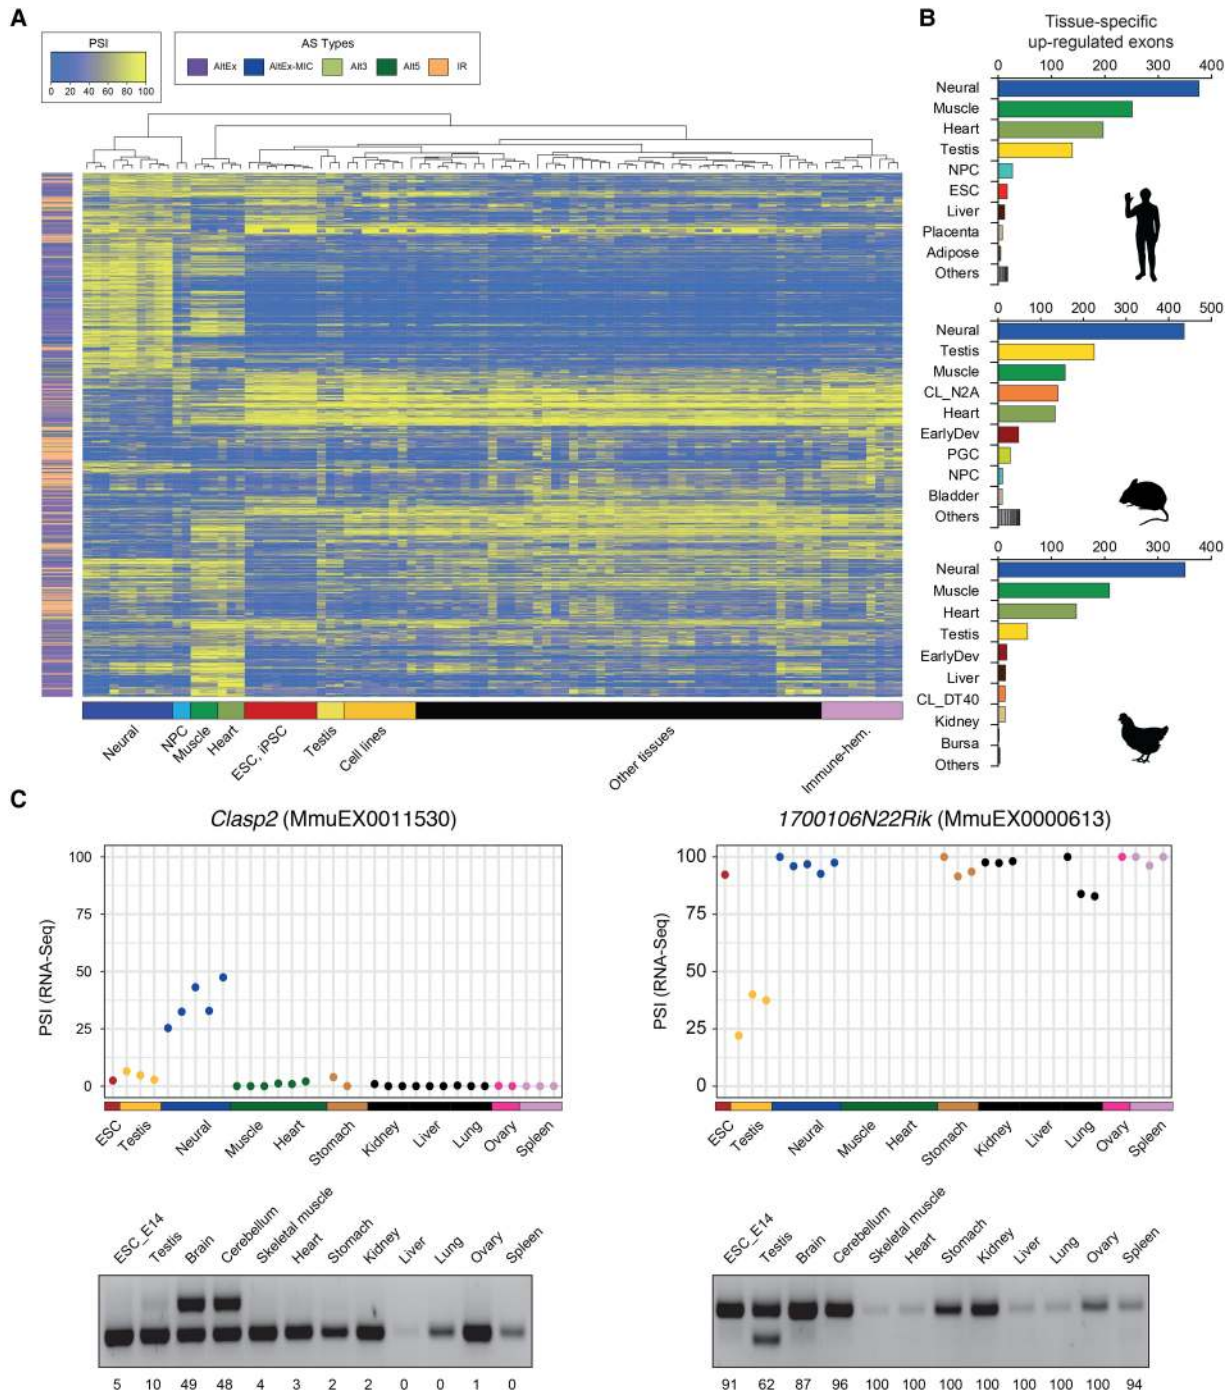 A
PSI
0 20 40 60 80 100
AS Types
AltEx AltEx-MIC Alt3 Alt5 IR
Neural
NPC
Muscle
Heart
ESC, iPSC
Testis
Cell lines
Other tissues
Immune-hem.
B
Tissue-specific
up-regulated exons
0 100 200 300 400
Neural
Muscle
Heart
Testis
NPC
ESC
Liver
Placenta
Adipose
Others
0 100 200 300 400 500
Neural
Testis
Muscle
CL_N2A
Heart
EarlyDev
PGC
NPC
Bladder
Others
0 100 200 300 400
Neural
Muscle
Heart
Testis
EarlyDev
Liver
CL_DT40
Kidney
Bursa
Others
C
Clasp2 (MmuEX0011530)
PSI (RNA-Seq)
100
75
50
25
0
ESC
Testis
Neural
Muscle
Heart
Stomach
Kidney
Liver
Lung
Ovary
Spleen
ESC_E14
Testis
Brain
Cerebellum
Skeletal muscle
Heart
Stomach
Kidney
Liver
Lung
Ovary
Spleen
5 10 49 48 4 3 2 2 0 0 1 0
1700106N22Rik (MmuEX0000613)
PSI (RNA-Seq)
100
75
50
25
0
ESC
Testis
Neural
Muscle
Heart
Stomach
Kidney
Liver
Lung
Ovary
Spleen
ESC_E14
Testis
Brain
Cerebellum
Skeletal muscle
Heart
Stomach
Kidney
Liver
Lung
Ovary
Spleen
91 62 87 96 100 100 100 100 100 100 100 94